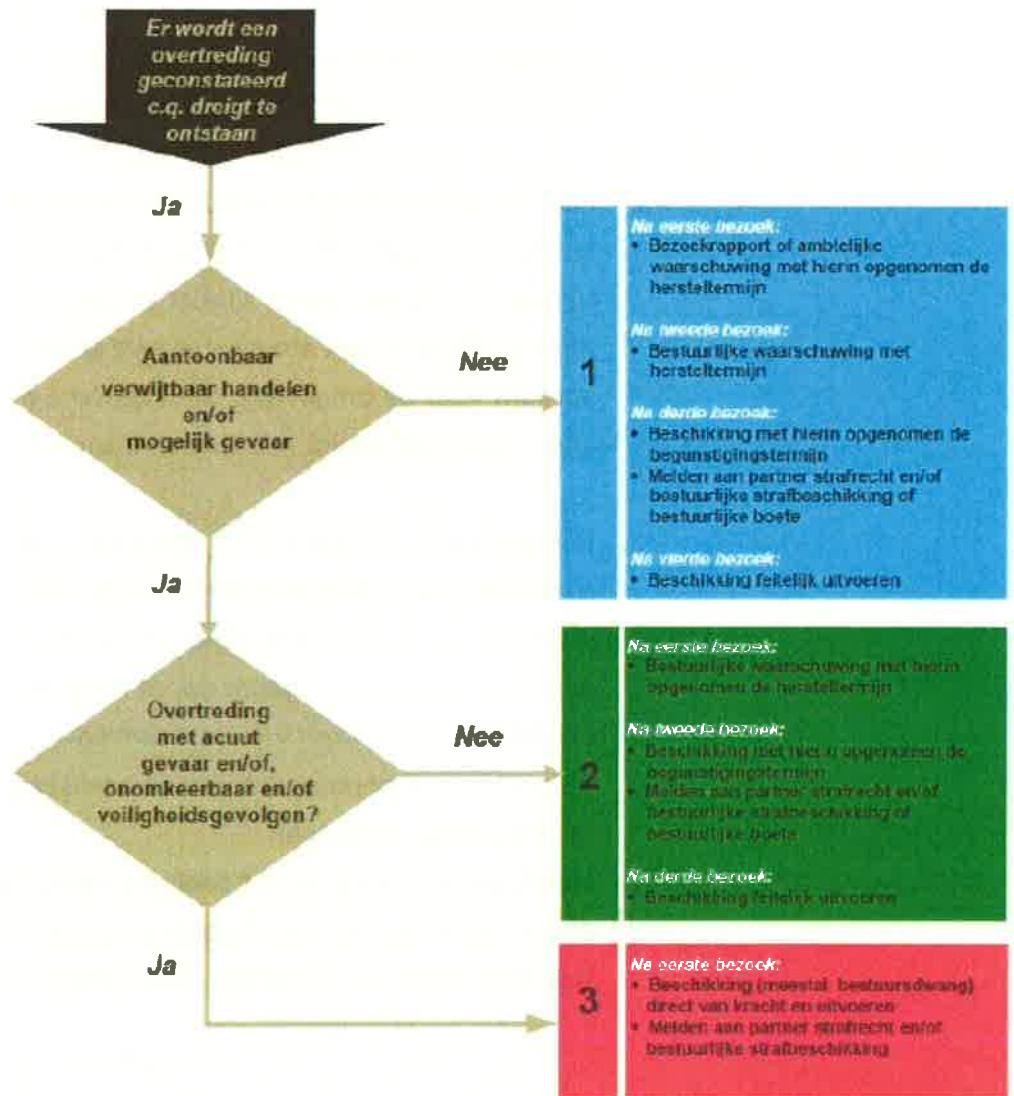 Er wordt een
overtreding
geconstateerd
c.q. dreigt te
ontstaan
Ja
Aantoonbaar
verwijtbaar handelen
en/of
mogelijk gevaar
Nee
1
Na eerste bezoek:
• Bezoekrapport of ambtelijke
waarschuwing met hierin opgenomen de
hersteltermijn
Na tweede bezoek:
• Bestuurlijke waarschuwing met
hersteltermijn
Na derde bezoek:
• Beschikking met hierin opgenomen de
begunstigingstermijn
• Melden aan partner strafrecht en/of
bestuurlijke strafbeschikking of
bestuurlijke boete
Na vierde bezoek:
• Beschikking feitelijk uitvoeren
Ja
Overtreding
met acuut
gevaar en/of,
onomkeerbaar en/of
veiligheidsgevolgen?
Nee
2
Na eerste bezoek:
• Bestuurlijke waarschuwing met hierin
opgenomen de hersteltermijn
Na tweede bezoek:
• Beschikking met hierin opgenomen de
begunstigingstermijn
• Melden aan partner strafrecht en/of
bestuurlijke strafbeschikking of
bestuurlijke boete
Na derde bezoek:
• Beschikking feitelijk uitvoeren
Ja
3
Na eerste bezoek:
• Beschikking (meestal bestuursdwang)
direct van kracht en uitvoeren
• Melden aan partner strafrecht en/of
bestuurlijke strafbeschikking